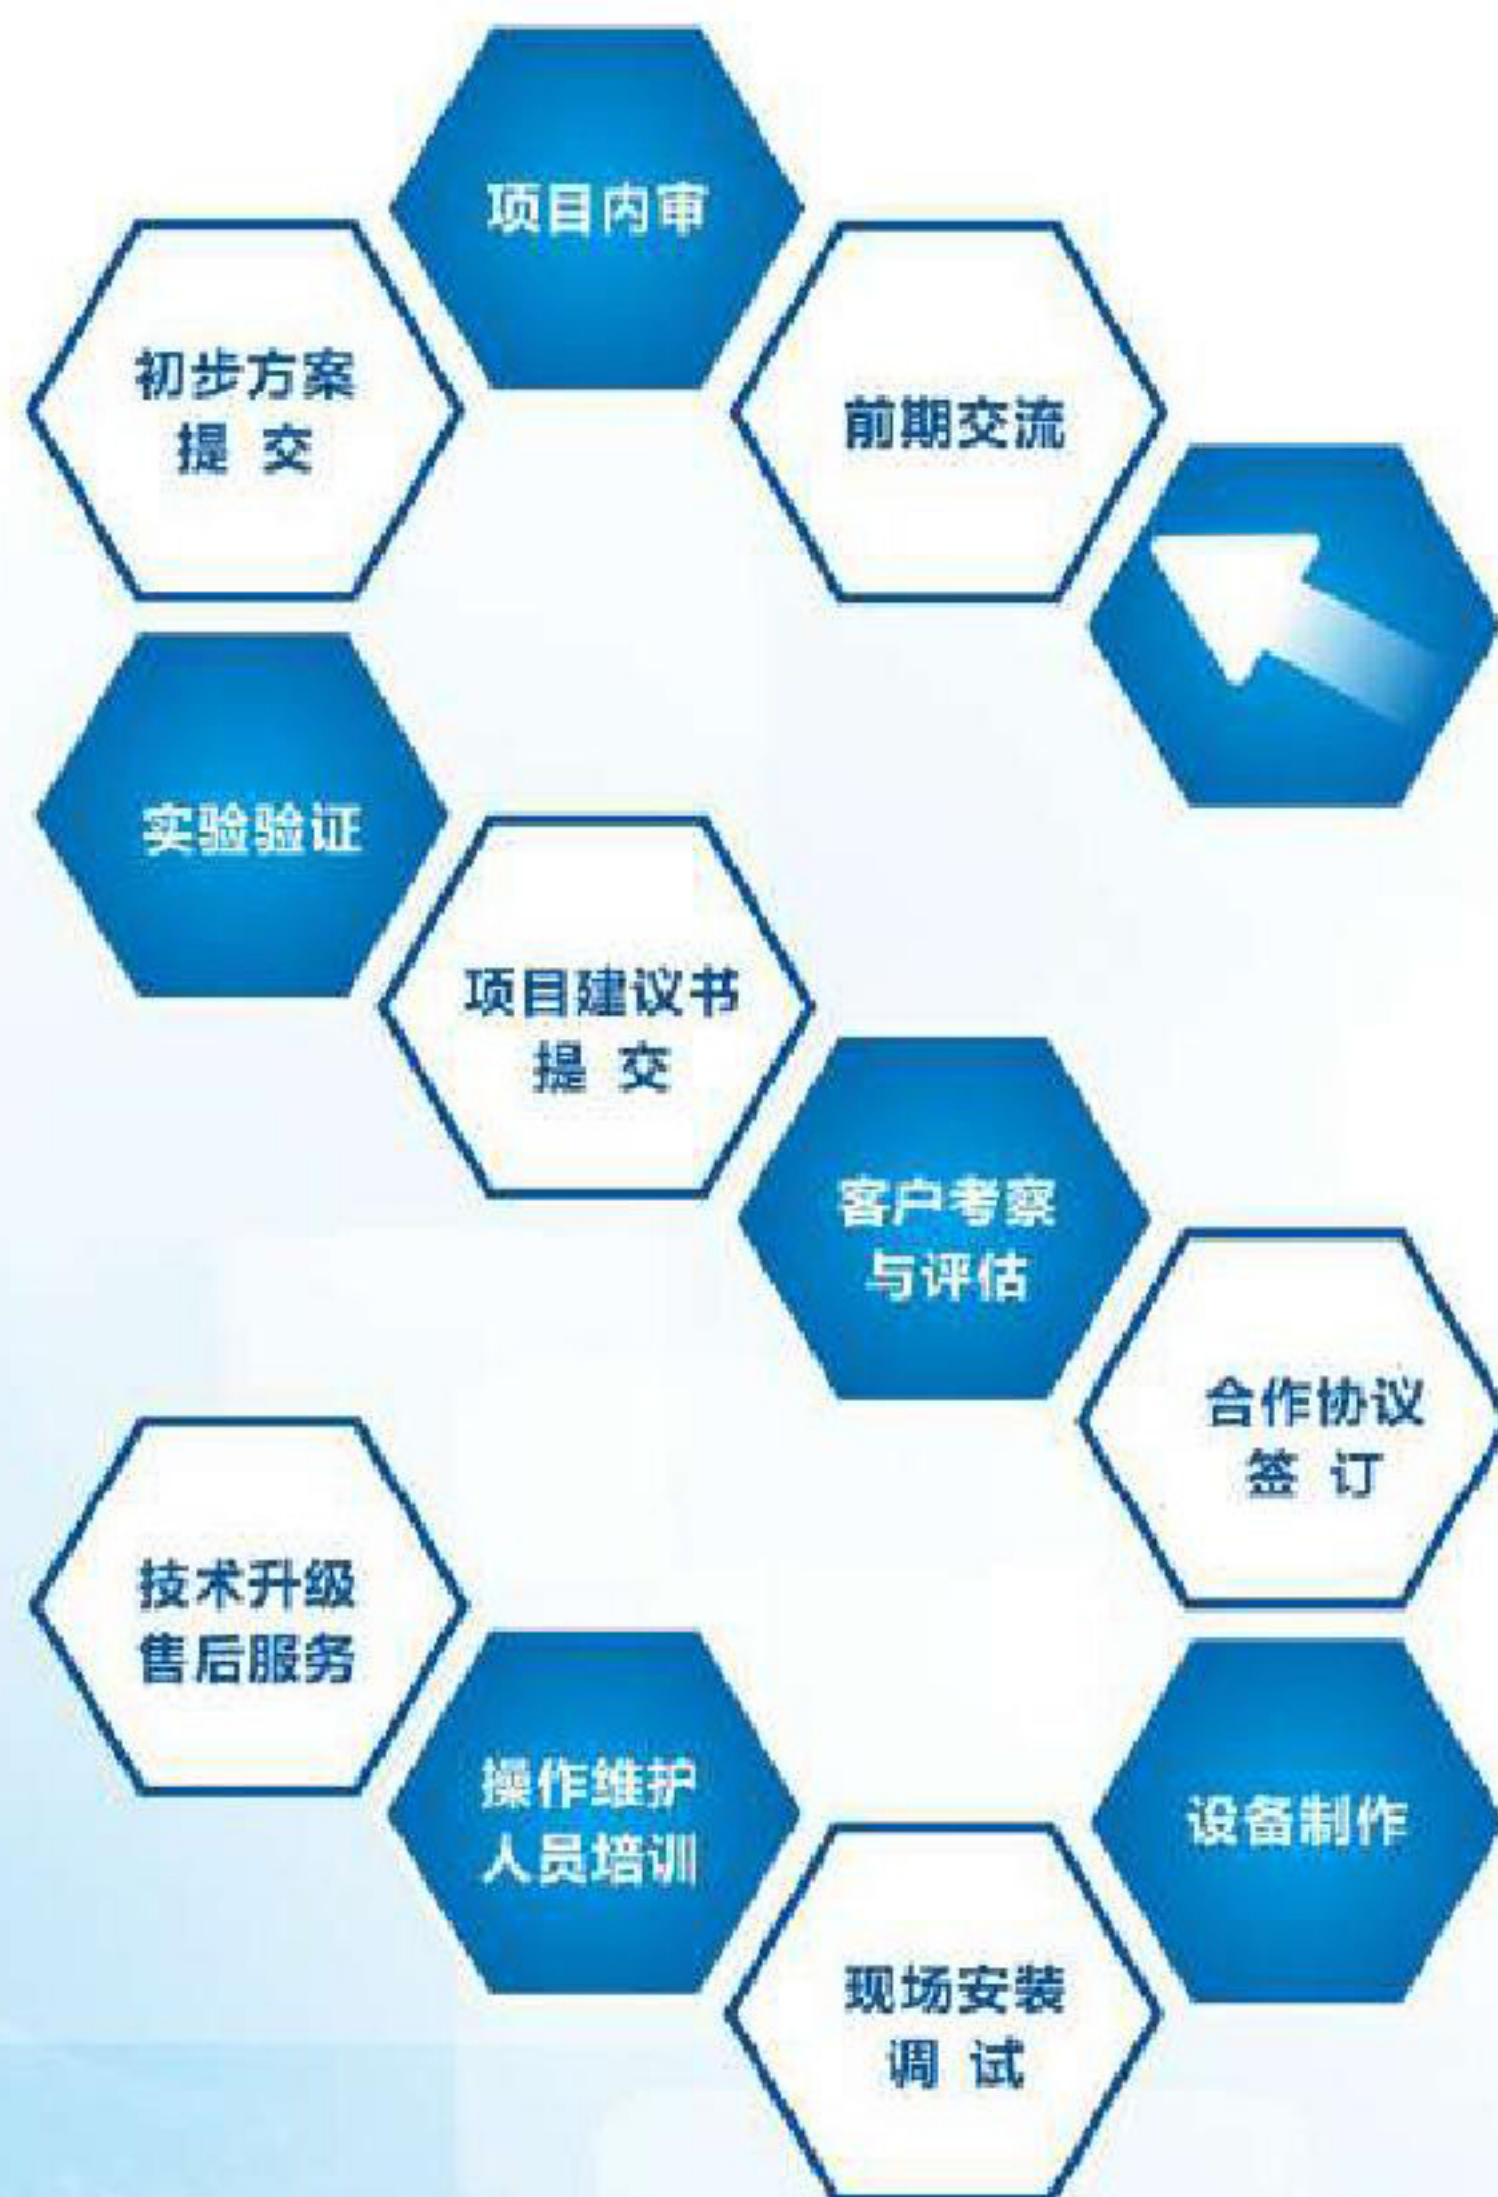 前期交流
项目内审
初步方案
提 交
实验验证
项目建议书
提 交
客户考察
与评估
合作协议
签 订
设备制作
现场安装
调 试
操作维护
人员培训
技术升级
售后服务